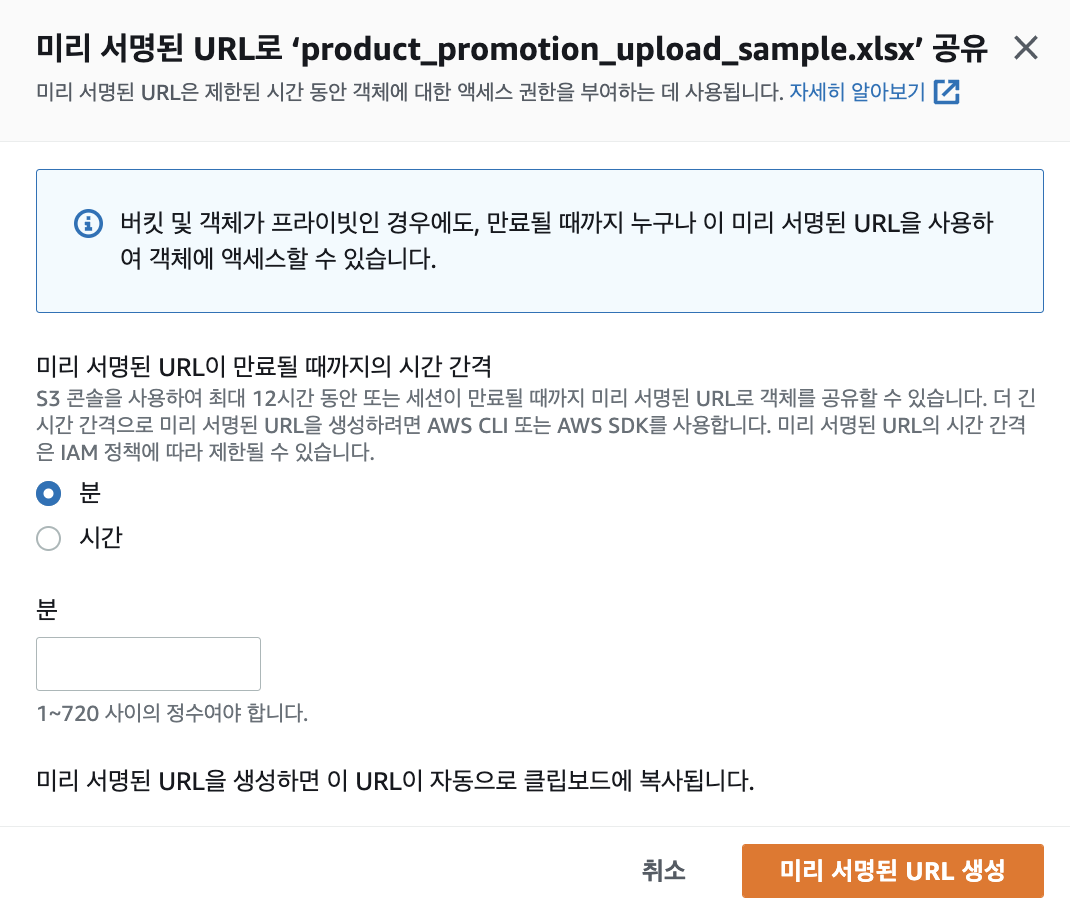 미리 서명된 URL로 ‘product_promotion_upload_sample.xlsx’ 공유
미리 서명된 URL은 제한된 시간 동안 객체에 대한 액세스 권한을 부여하는 데 사용됩니다. 자세히 알아보기
버킷 및 객체가 프라이빗인 경우에도, 만료될 때까지 누구나 이 미리 서명된 URL을 사용하
여 객체에 액세스할 수 있습니다.
미리 서명된 URL이 만료될 때까지의 시간 간격
S3 콘솔을 사용하여 최대 12시간 동안 또는 세션이 만료될 때까지 미리 서명된 URL로 객체를 공유할 수 있습니다. 더 긴
시간 간격으로 미리 서명된 URL을 생성하려면 AWS CLI 또는 AWS SDK를 사용합니다. 미리 서명된 URL의 시간 간격
은 IAM 정책에 따라 제한될 수 있습니다.
분
시간
분
1~720 사이의 정수여야 합니다.
미리 서명된 URL을 생성하면 이 URL이 자동으로 클립보드에 복사됩니다.
취소
미리 서명된 URL 생성